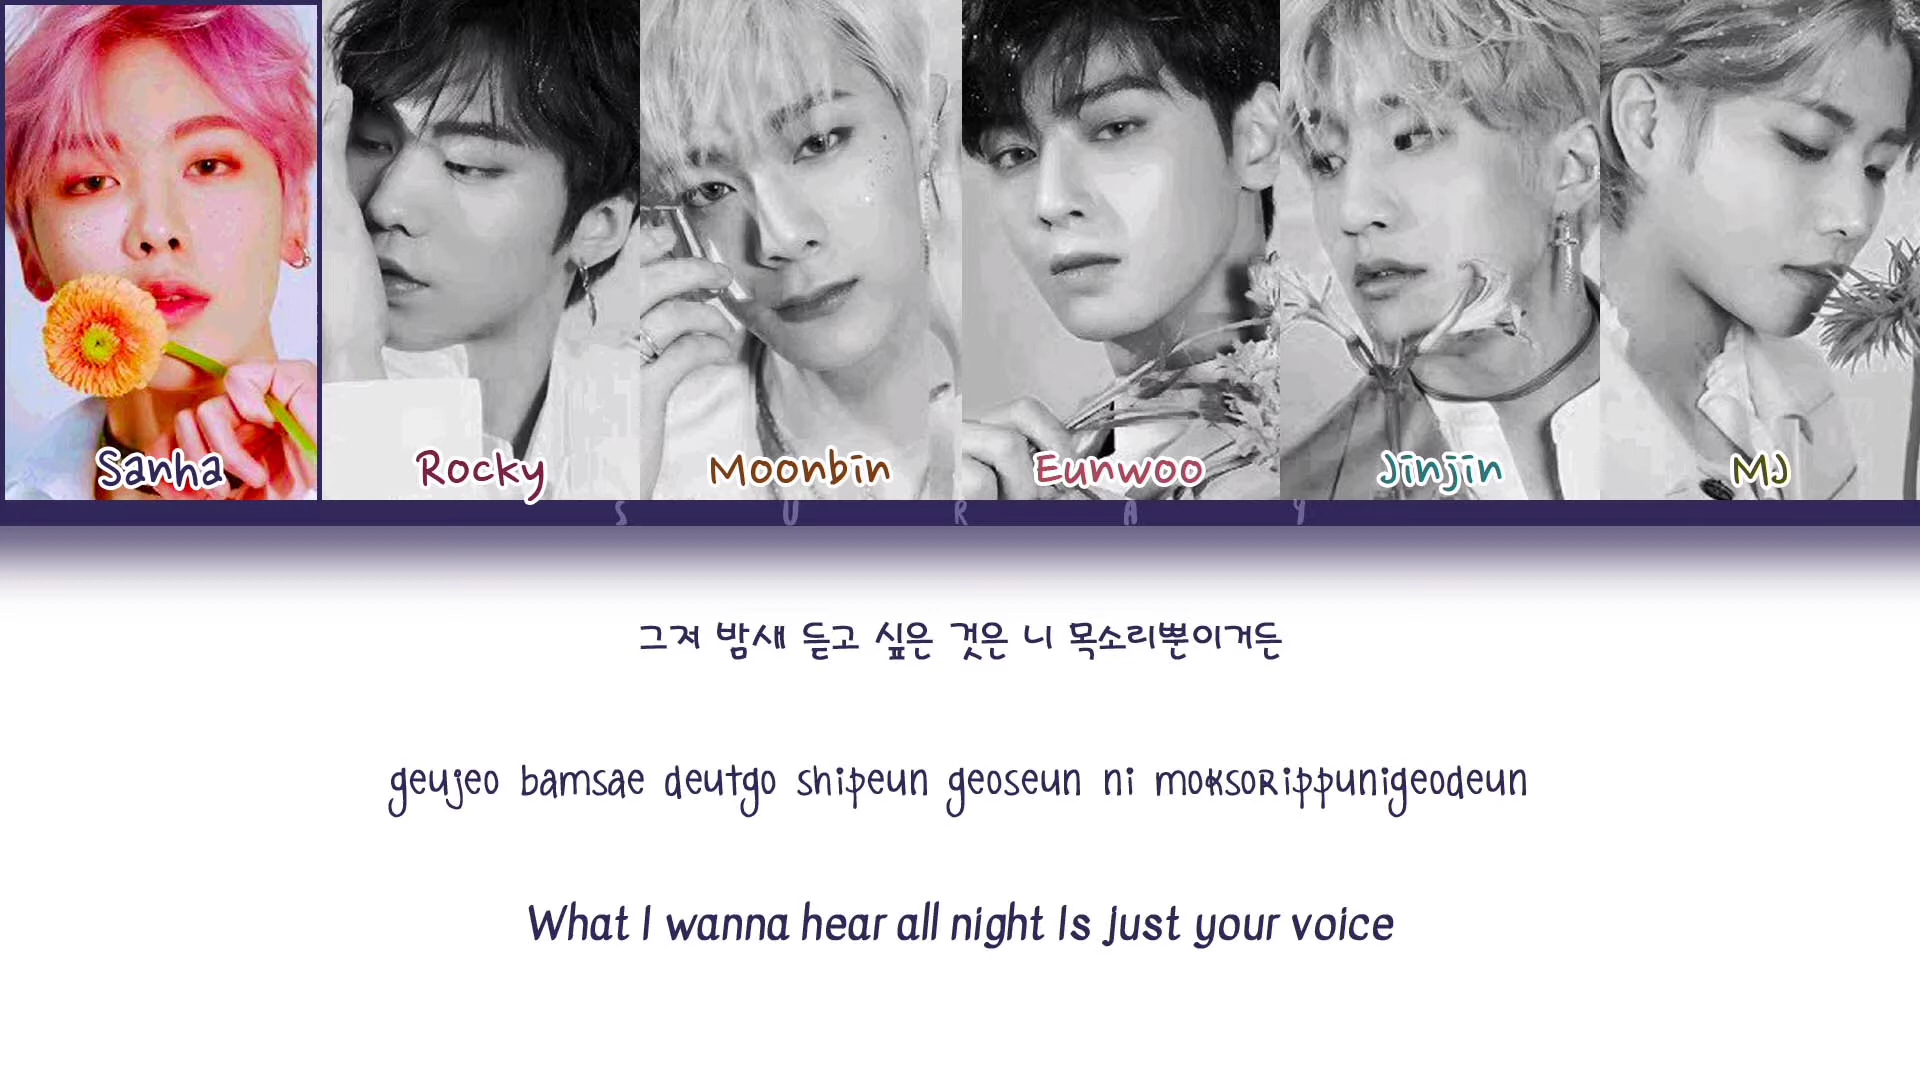 Sanha Rocky Moonbin Eunwoo Jinjin MJ
S U R A Y
그저 밤새 듣고 싶은 것은 니 목소리뿐이거든
geujeo bamsae deutgo shipeun geoseun ni moksorippunigeodeun
What I wanna hear all night Is just your voice